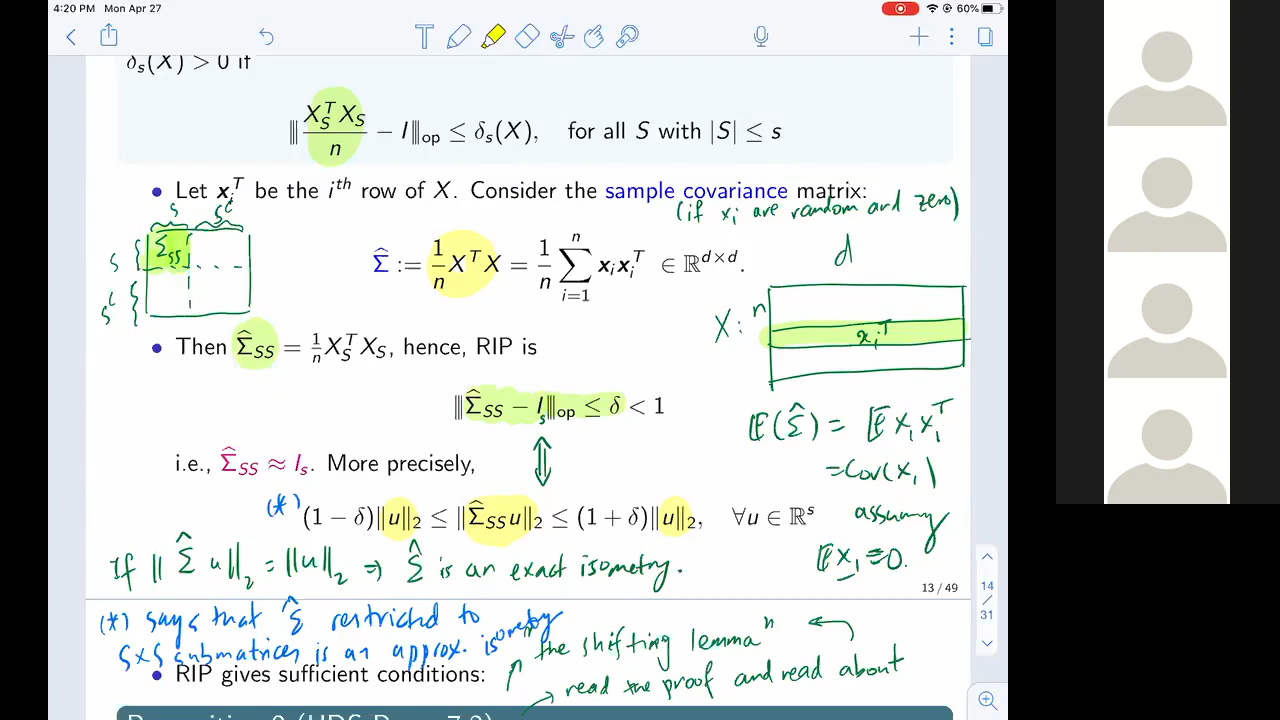 4:20 PM Mon Apr 27
60%
δ_s(X) > 0 if
⦀ X_S^T X_S / n − I ⦀_op ≤ δ_s(X), for all S with |S| ≤ s
• Let x_i^T be the i^th row of X. Consider the sample covariance matrix:
(if x_i are random and zero)
S S^c
S Σ_SS
S^c
Σ̂ := 1/n X^T X = 1/n ∑_{i=1}^n x_i x_i^T ∈ ℝ^{d×d}.
d
X: n
x_i^T
• Then Σ̂_SS = 1/n X_S^T X_S, hence, RIP is
⦀Σ̂_SS − I_s⦀_op ≤ δ < 1
𝔼(Σ̂) = 𝔼 x_1 x_1^T
= Cov(x_1)
i.e., Σ̂_SS ≈ I_s. More precisely,
assuming
𝔼 x_1 = 0.
(*) (1 − δ)‖u‖_2 ≤ ‖Σ̂_SS u‖_2 ≤ (1 + δ)‖u‖_2, ∀u ∈ ℝ^s
If ‖Σ̂ u‖_2 = ‖u‖_2 ⇒ Σ̂ is an exact isometry.
13 / 49
14
/
31
(*) says that Σ̂ restricted to
S×S submatrices is an approx. isometry
"the shifting lemma"
• RIP gives sufficient conditions:
→ read the proof and read about